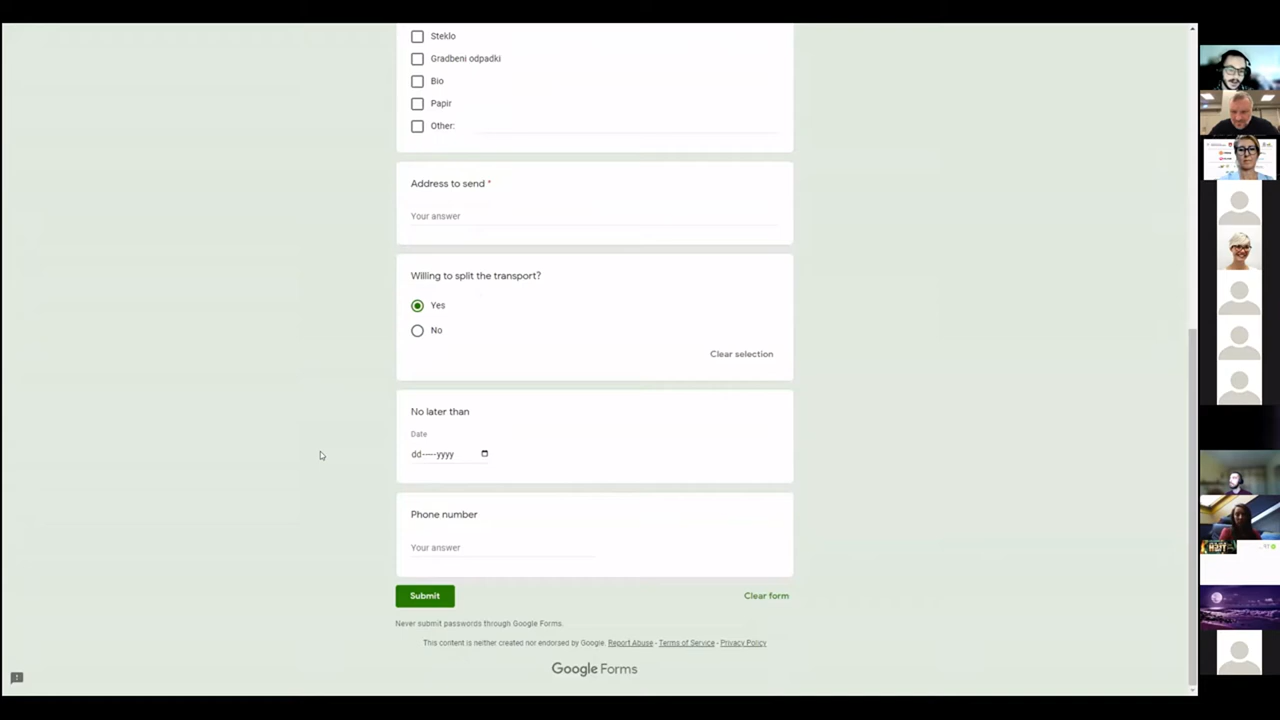 Steklo
Gradbeni odpadki
Bio
Papir
Other:
Address to send *
Your answer
Willing to split the transport?
Yes
No
Clear selection
No later than
Date
dd-----yyyy
Phone number
Your answer
Submit
Clear form
Never submit passwords through Google Forms.
This content is neither created nor endorsed by Google. Report Abuse - Terms of Service - Privacy Policy
Google Forms